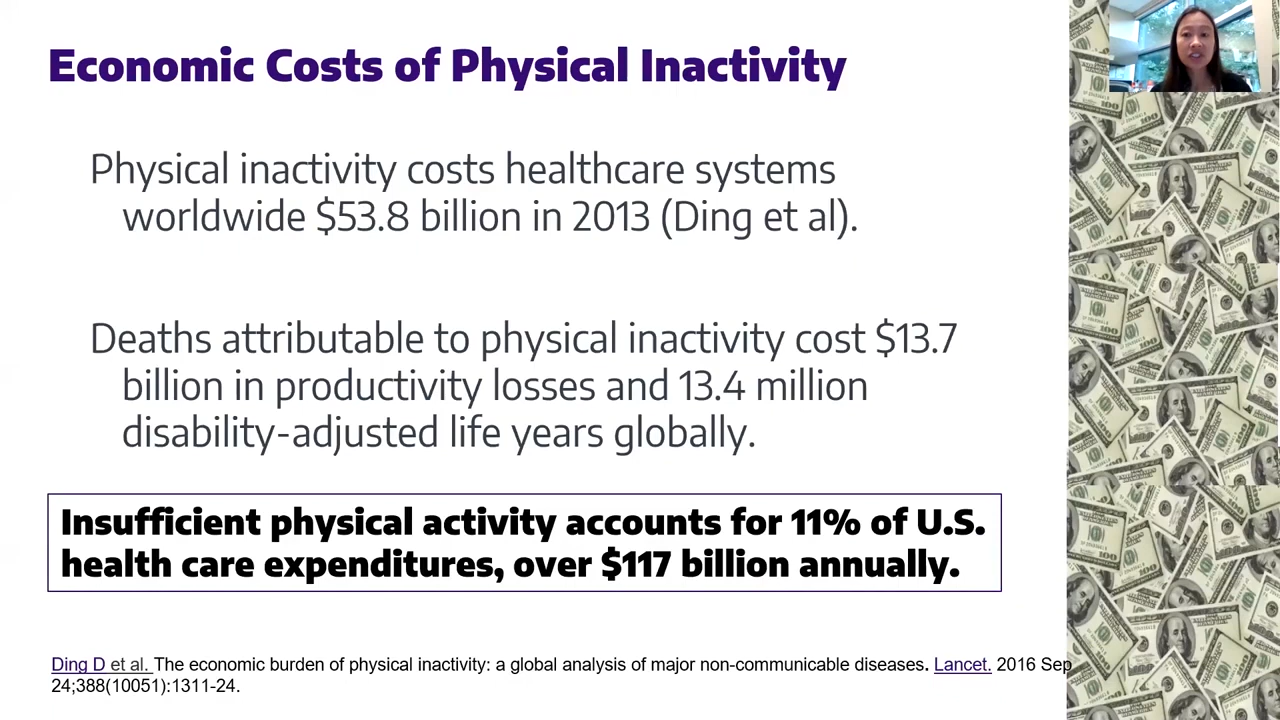 Economic Costs of Physical Inactivity
Physical inactivity costs healthcare systems
worldwide $53.8 billion in 2013 (Ding et al).
Deaths attributable to physical inactivity cost $13.7
billion in productivity losses and 13.4 million
disability-adjusted life years globally.
Insufficient physical activity accounts for 11% of U.S.
health care expenditures, over $117 billion annually.
Ding D et al. The economic burden of physical inactivity: a global analysis of major non-communicable diseases. Lancet. 2016 Sep
24;388(10051):1311-24.